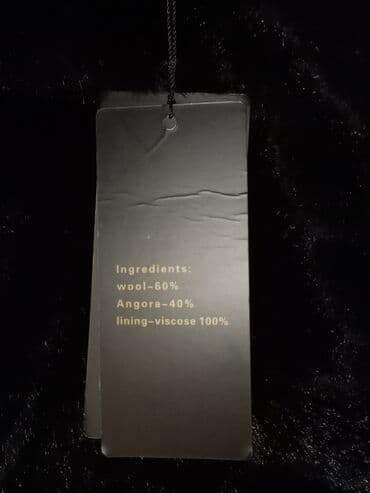 Ingredients:
wool-60%
Angora-40%
lining-viscose 100%